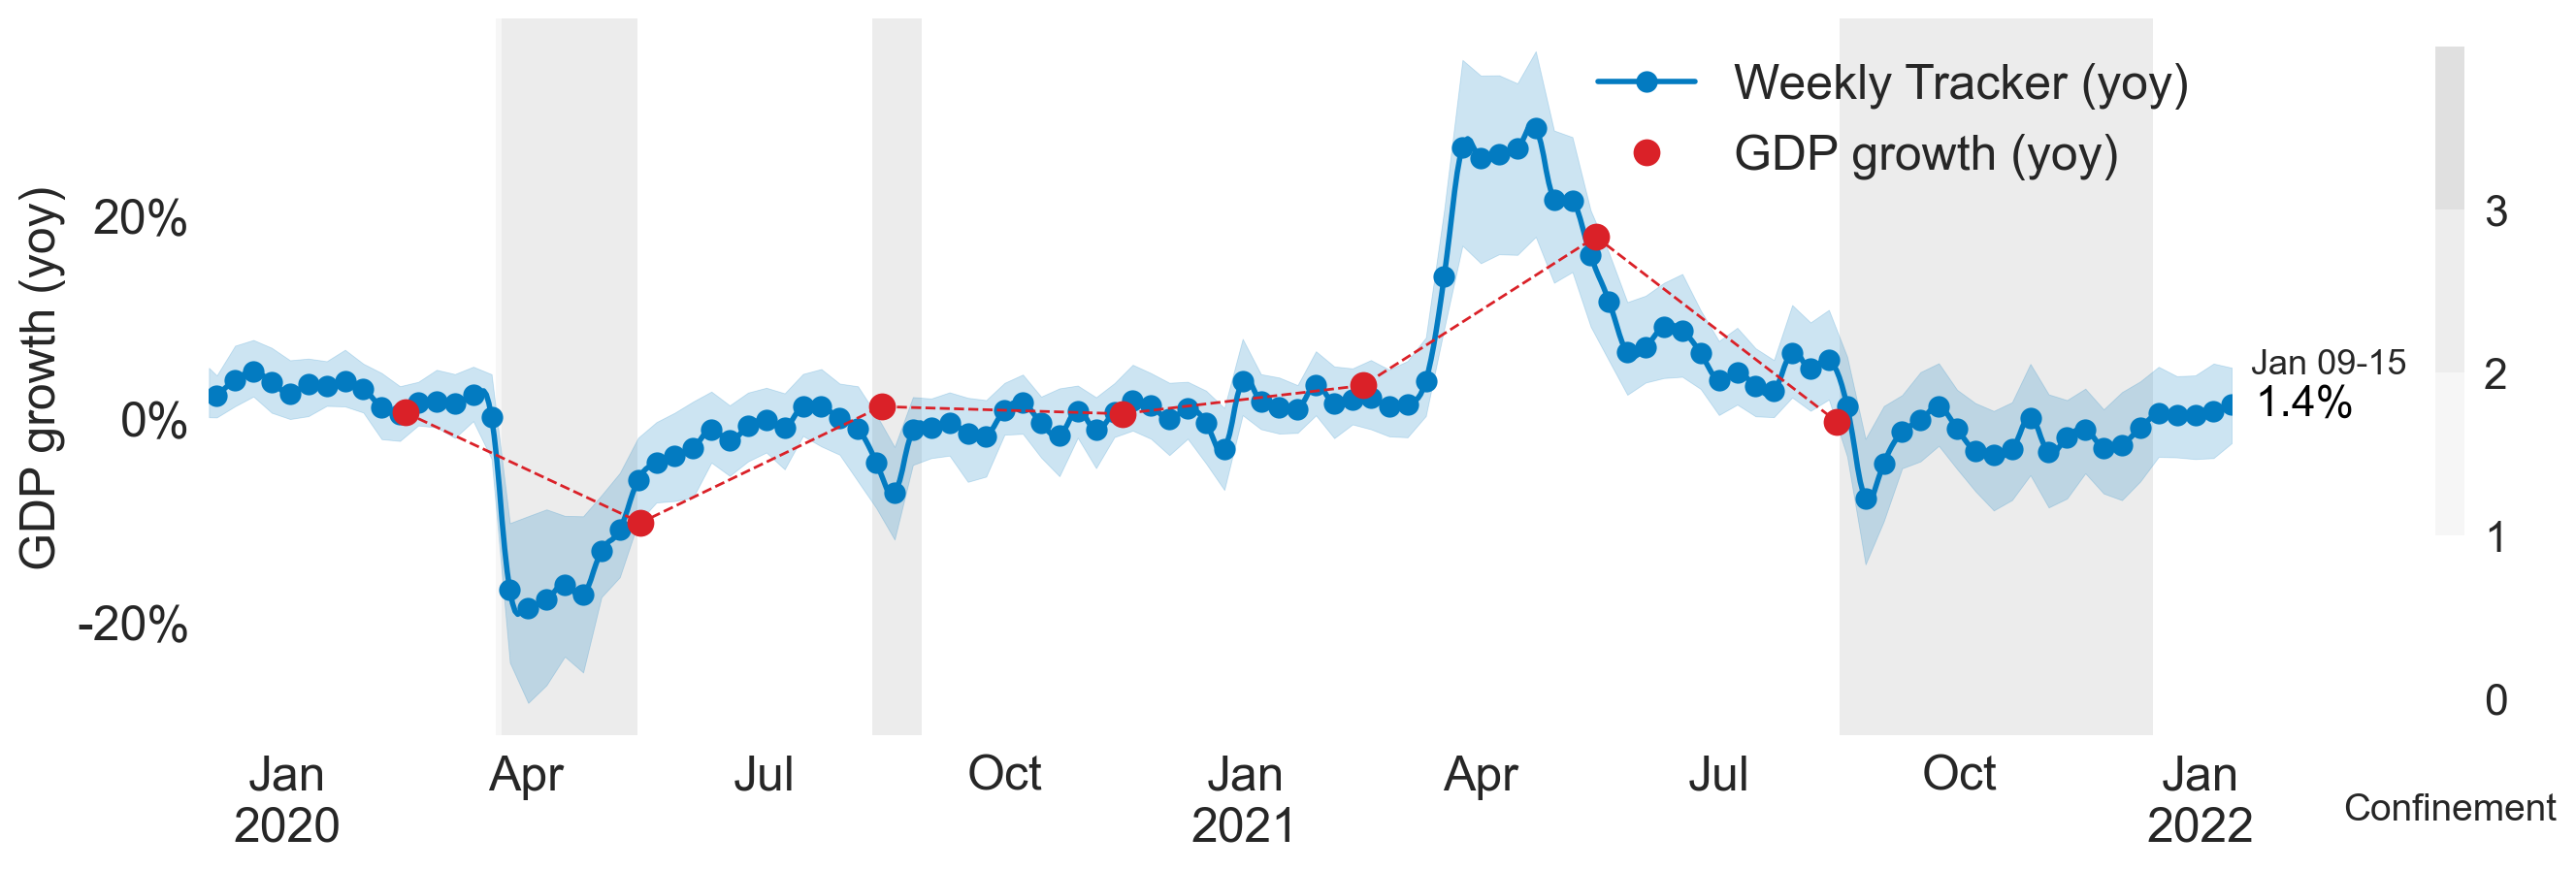 Weekly Tracker (yoy)
GDP growth (yoy)
GDP growth (yoy)
20%
0%
-20%
Jan 09-15
1.4%
3
2
1
0
Confinement
Jan Apr Jul Oct Jan Apr Jul Oct Jan
2020 2021 2022